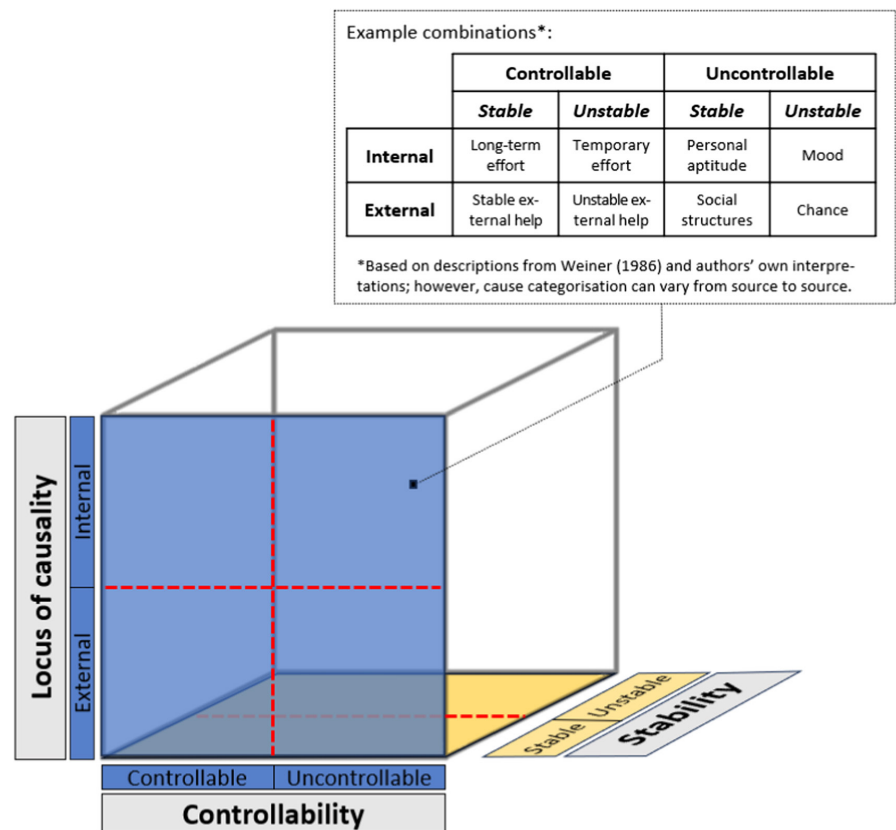 Example combinations*:
Controllable Uncontrollable
Stable Unstable Stable Unstable
Internal Long-term effort Temporary effort Personal aptitude Mood
External Stable ex- ternal help Unstable ex- ternal help Social structures Chance
*Based on descriptions from Weiner (1986) and authors’ own interpre-
tations; however, cause categorisation can vary from source to source.
Locus of causality
Internal
External
Stable Unstable
Stability
Controllable Uncontrollable
Controllability